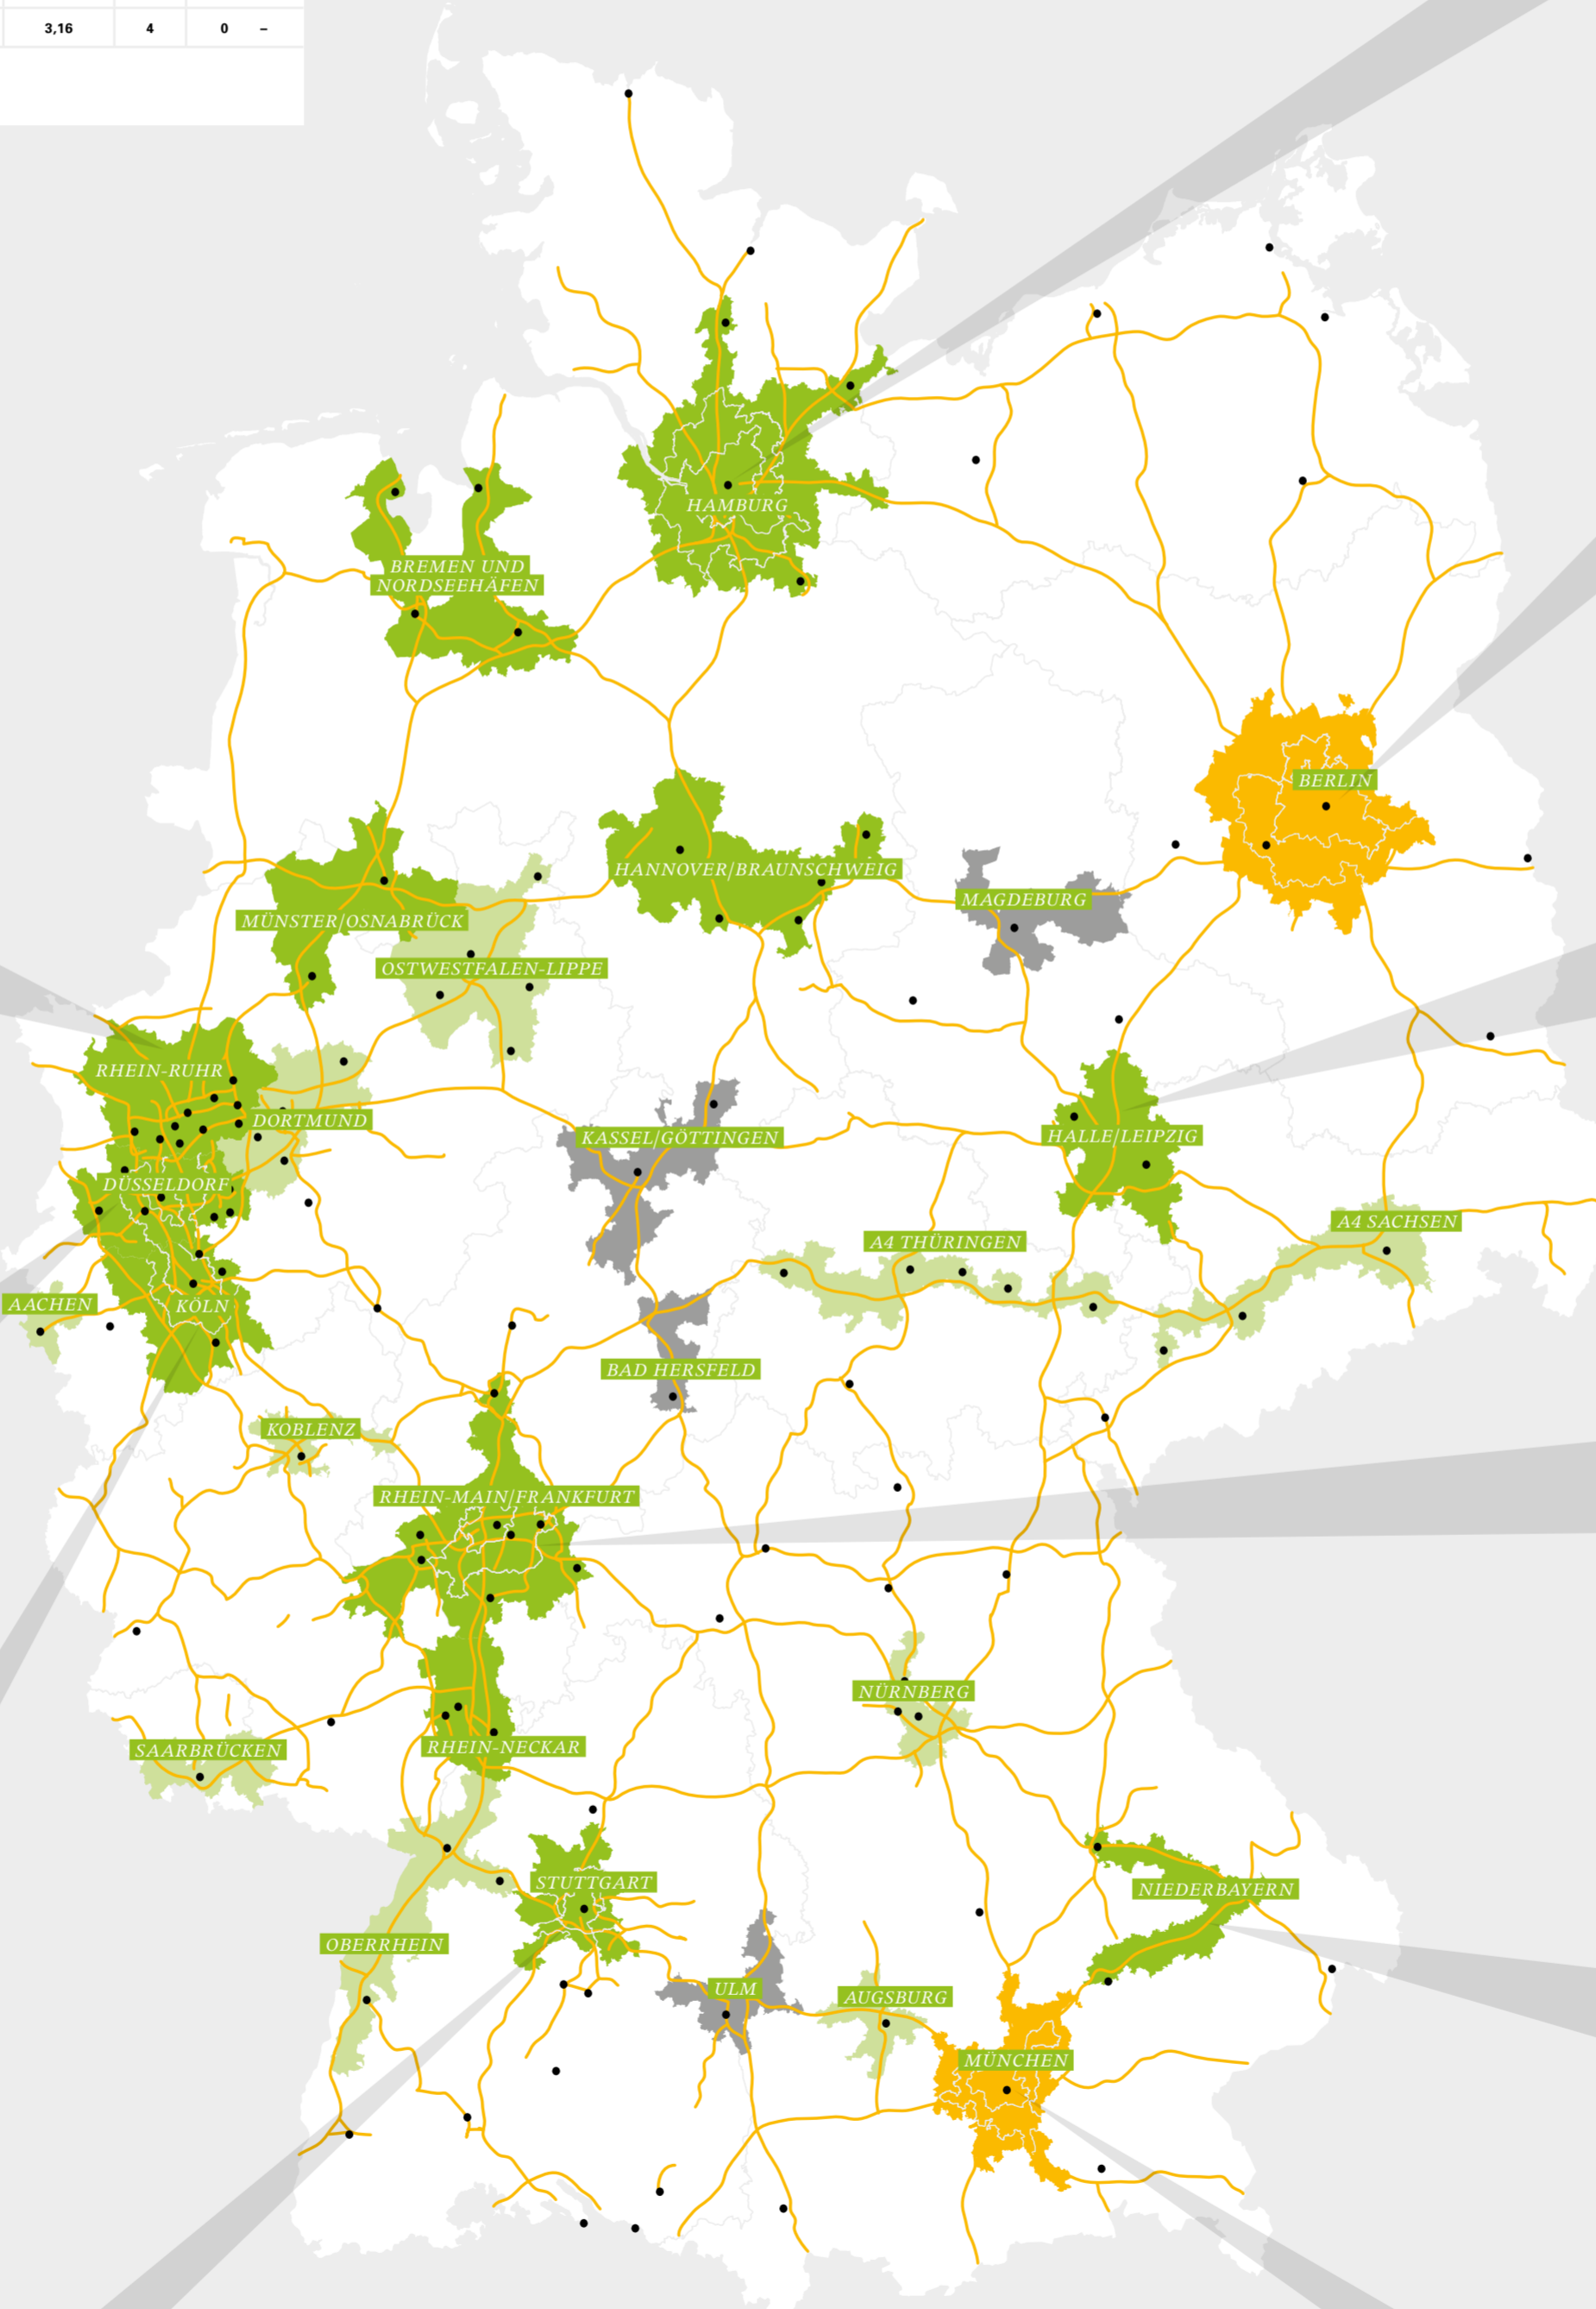 3,16 4 0 –
HAMBURG
BREMEN UND
NORDSEEHÄFEN
BERLIN
HANNOVER/BRAUNSCHWEIG
MAGDEBURG
MÜNSTER/OSNABRÜCK
OSTWESTFALEN-LIPPE
RHEIN-RUHR
DORTMUND
KASSEL/GÖTTINGEN
HALLE/LEIPZIG
DÜSSELDORF
A4 SACHSEN
A4 THÜRINGEN
AACHEN
KÖLN
BAD HERSFELD
KOBLENZ
RHEIN-MAIN/FRANKFURT
NÜRNBERG
SAARBRÜCKEN
RHEIN-NECKAR
STUTTGART
NIEDERBAYERN
OBERRHEIN
ULM
AUGSBURG
MÜNCHEN